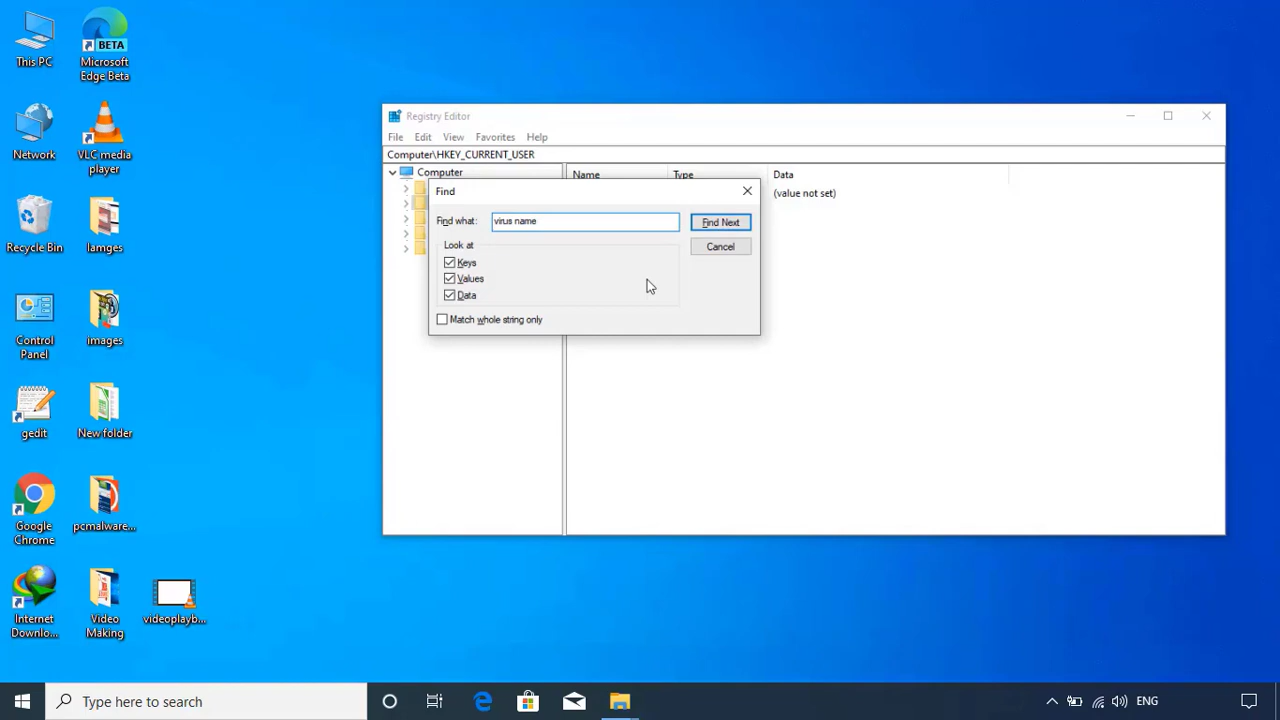 This PC
BETA
Microsoft
Edge Beta
Network
VLC media
player
Recycle Bin
Iamges
Control
Panel
images
gedit
New folder
Google
Chrome
pcmalware...
Internet
Downlo...
Video
Making
videoplayb...
Registry Editor
File Edit View Favorites Help
Computer\HKEY_CURRENT_USER
Computer
Name Type Data
(value not set)
Find
Find what: virus name Find Next
Look at Cancel
Keys
Values
Data
Match whole string only
Type here to search
ENG